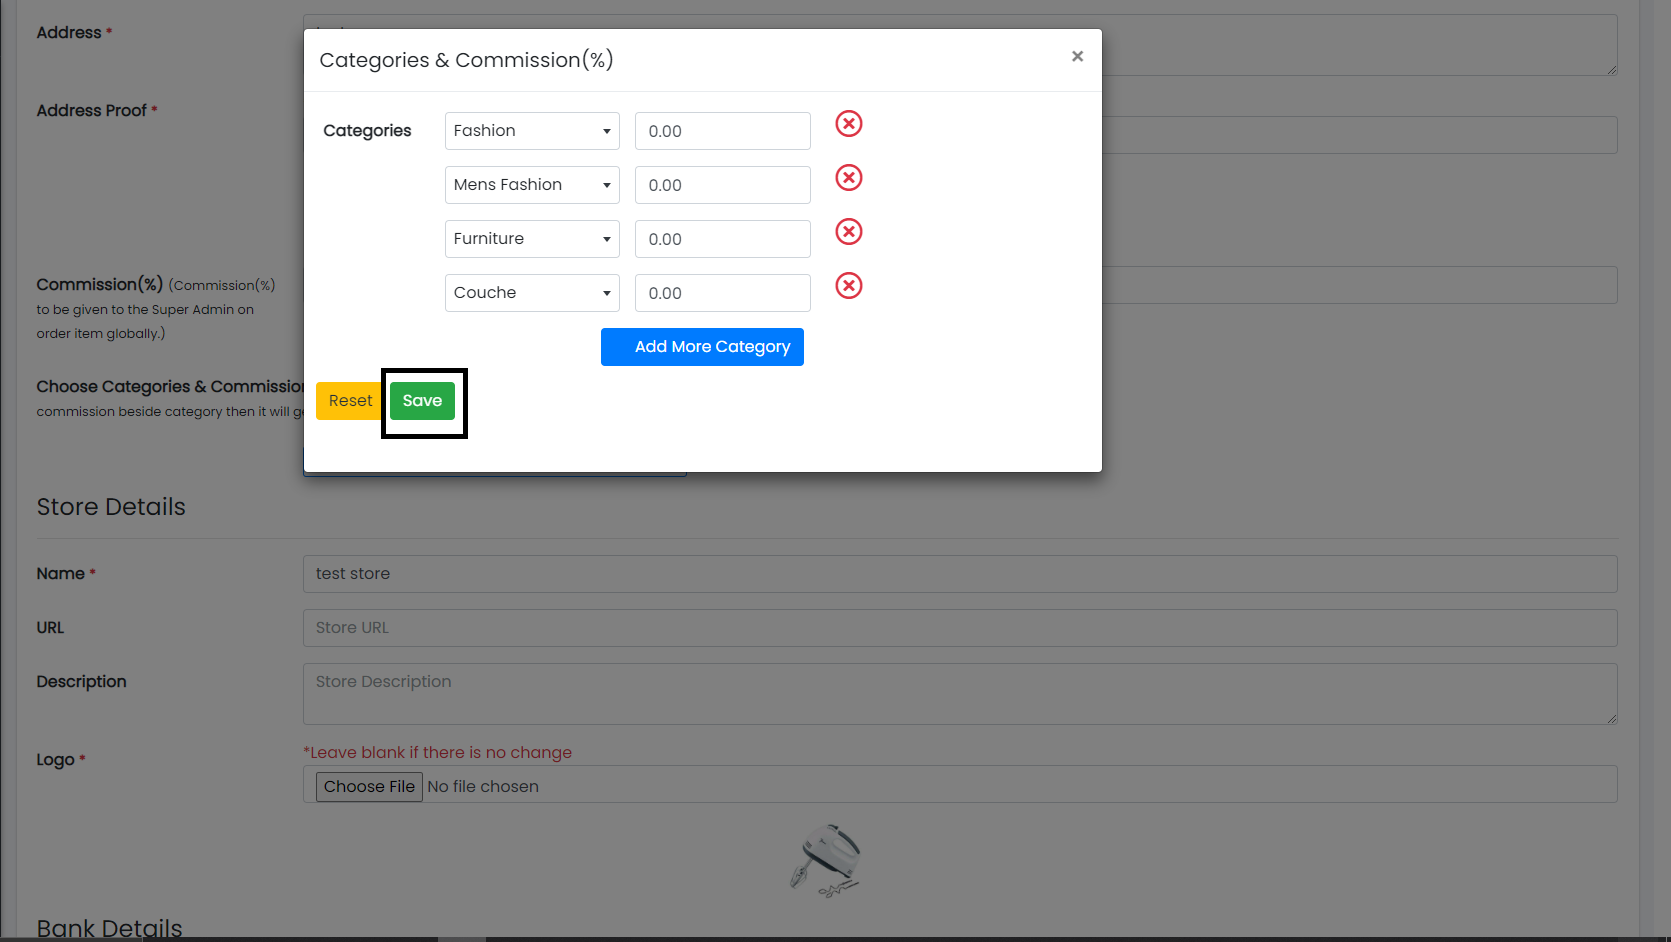 Address *
Categories & Commission(%)
×
Address Proof *
Categories
Fashion
0.00
Mens Fashion
0.00
Furniture
0.00
Couche
0.00
Add More Category
Reset
Save
Commission(%) (Commission(%)
to be given to the Super Admin on
order item globally.)
Choose Categories & Commission
commission beside category then it will
Store Details
Name *
test store
URL
Store URL
Description
Store Description
Logo *
*Leave blank if there is no change
Choose File No file chosen
Bank Details